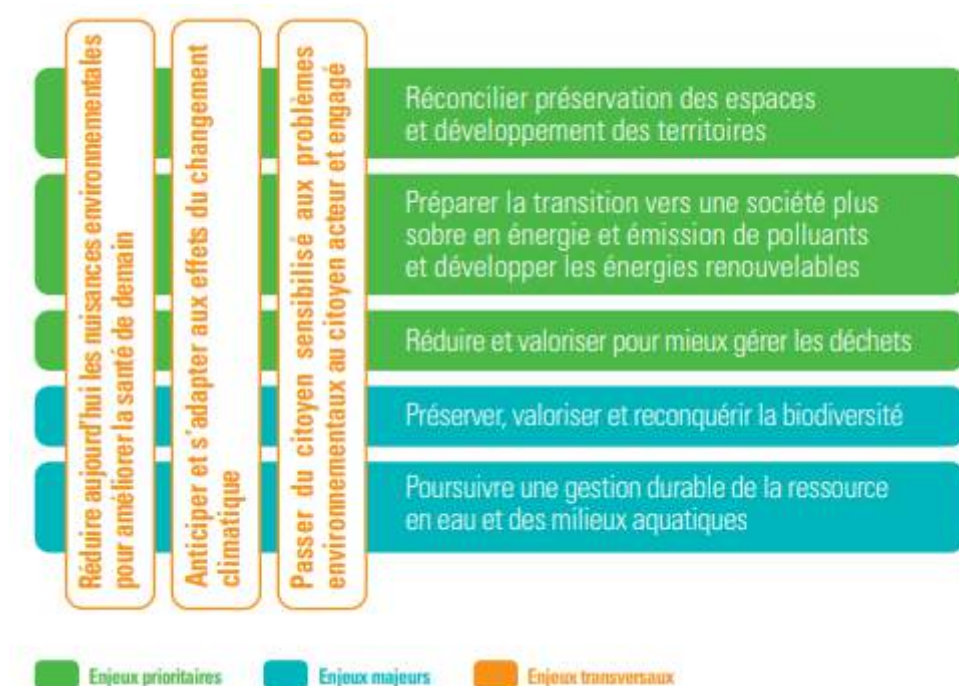 Réduire aujourd'hui les nuisances environnementales
pour améliorer la santé de demain
Anticiper et s'adapter aux effets du changement
climatique
Passer du citoyen sensibilisé aux problèmes
environnementaux au citoyen acteur et engagé
Réconcilier préservation des espaces
et développement des territoires
Préparer la transition vers une société plus
sobre en énergie et émission de polluants
et développer les énergies renouvelables
Réduire et valoriser pour mieux gérer les déchets
Préserver, valoriser et reconquérir la biodiversité
Poursuivre une gestion durable de la ressource
en eau et des milieux aquatiques
Enjeux prioritaires
Enjeux majeurs
Enjeux transversaux